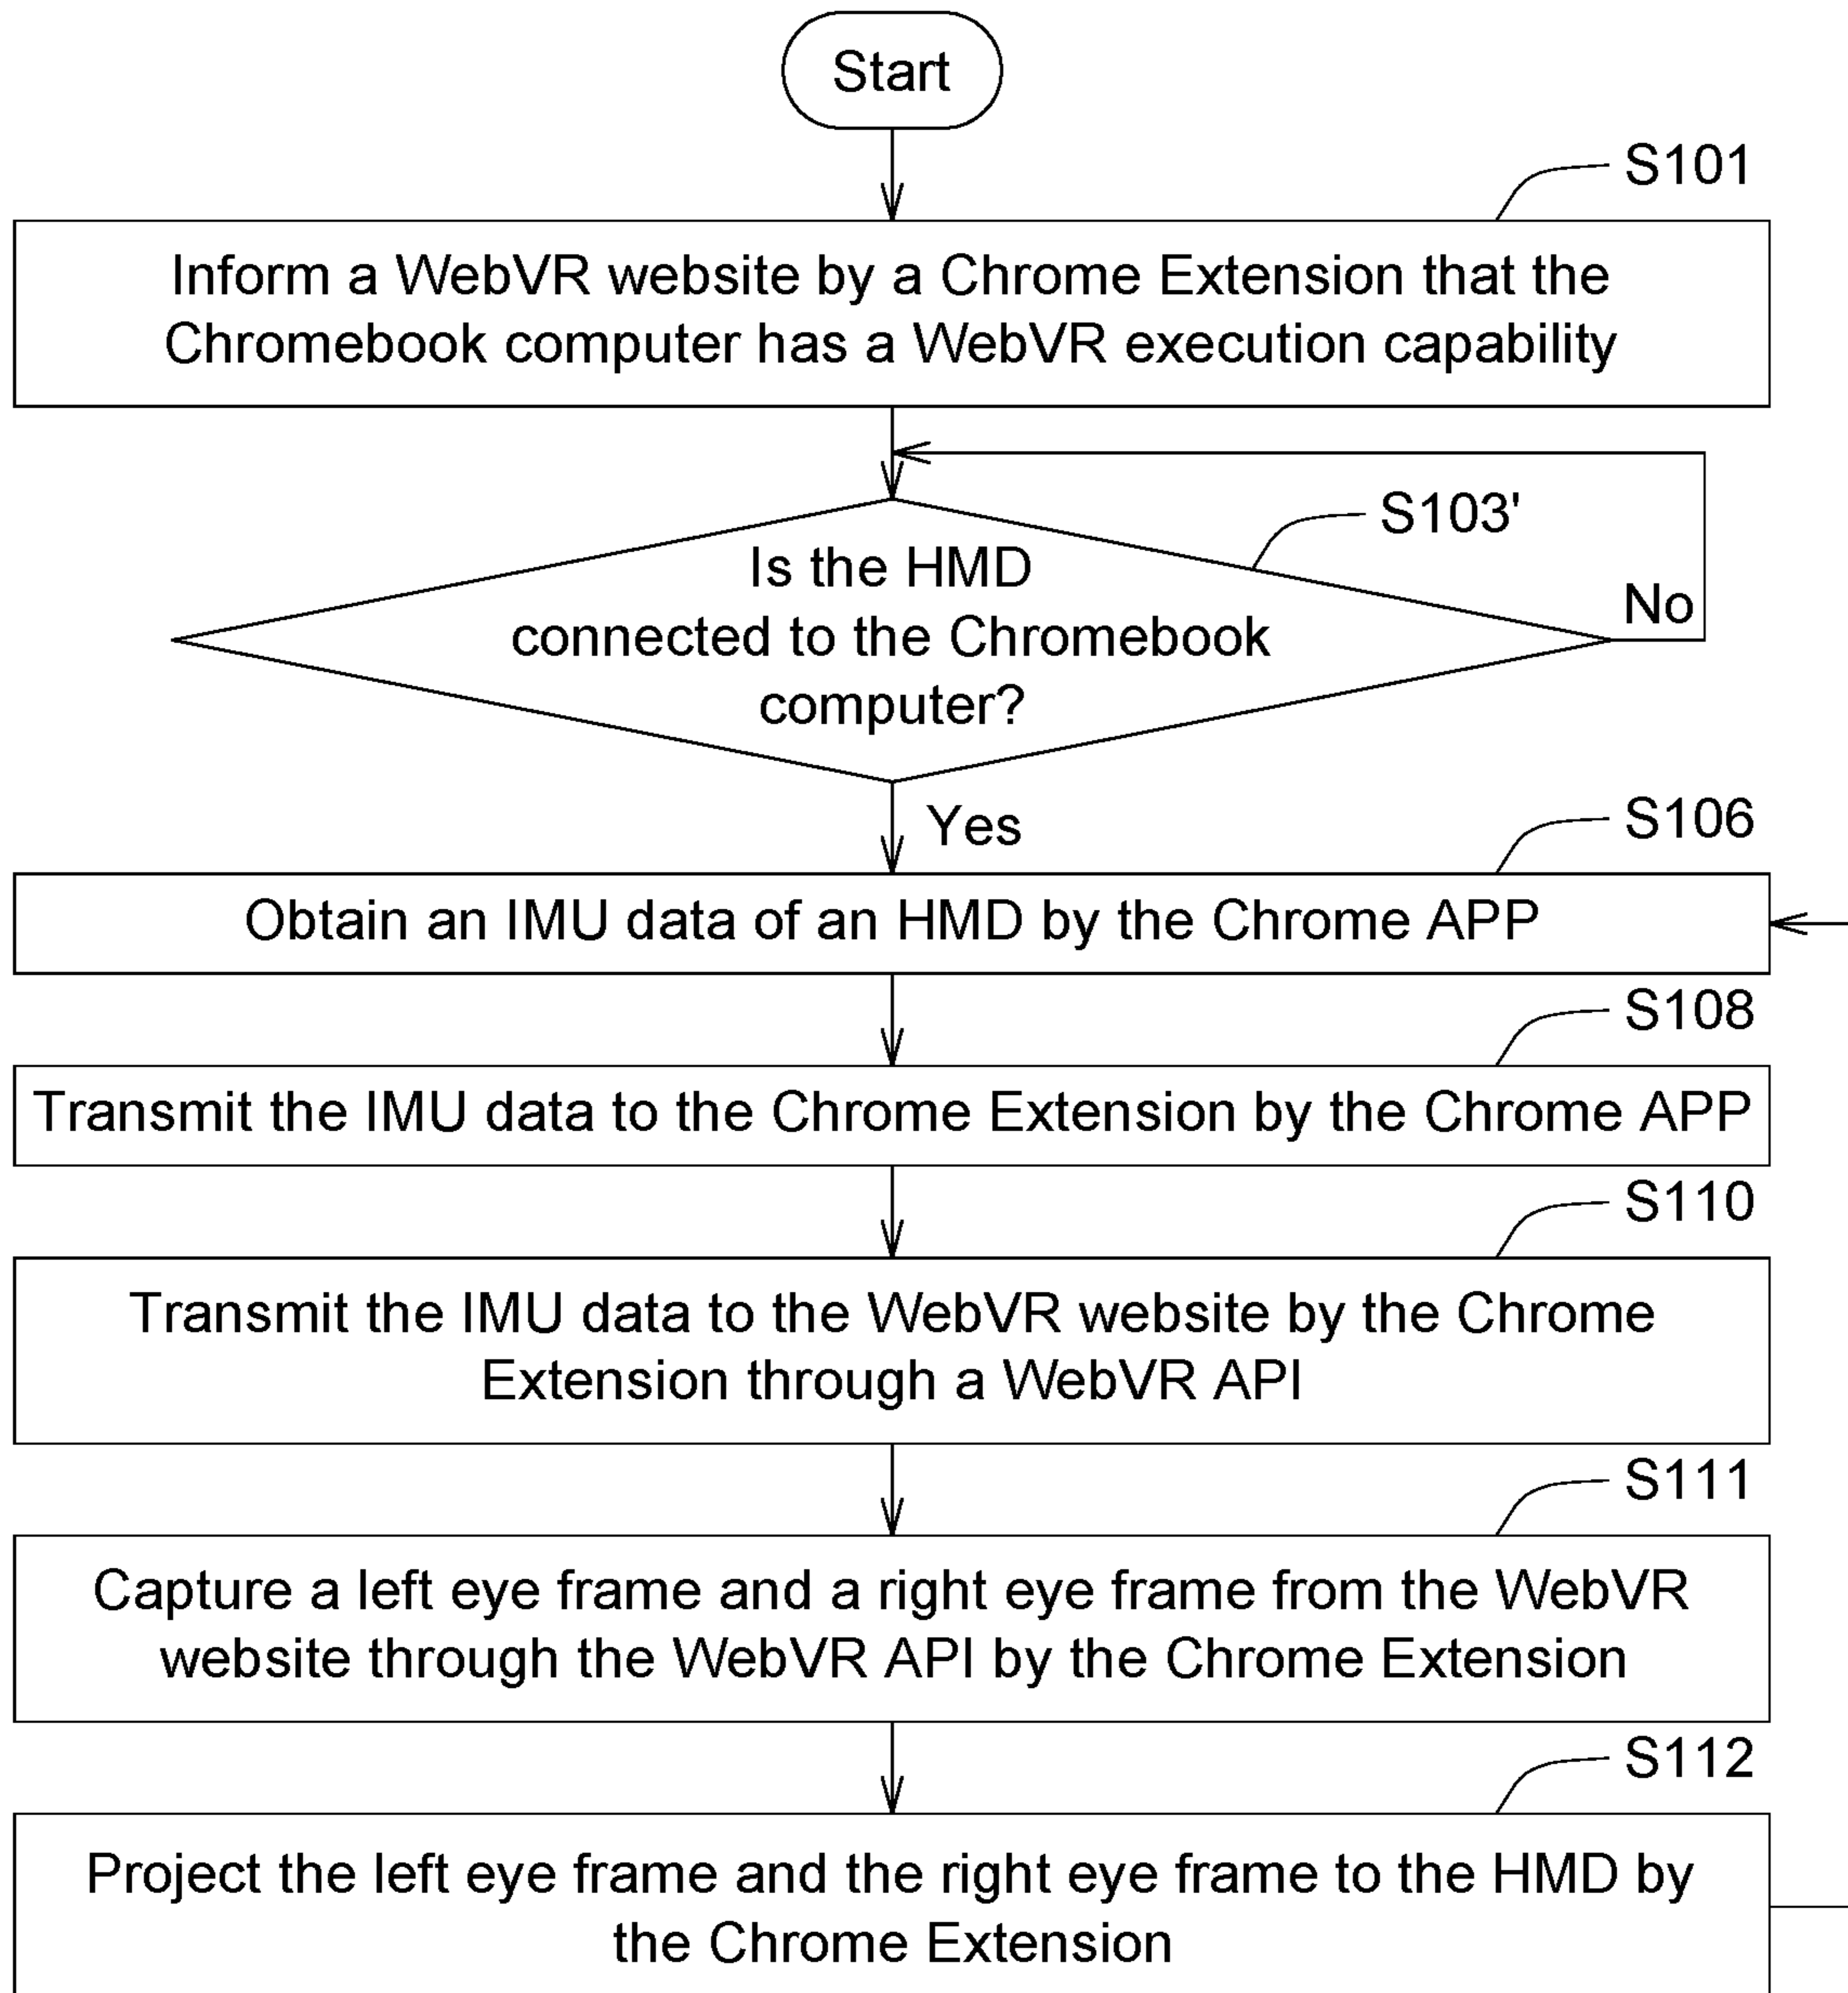 Start
S101
Inform a WebVR website by a Chrome Extension that the
Chromebook computer has a WebVR execution capability
S103'
Is the HMD
connected to the Chromebook
computer?
No
Yes
S106
Obtain an IMU data of an HMD by the Chrome APP
S108
Transmit the IMU data to the Chrome Extension by the Chrome APP
S110
Transmit the IMU data to the WebVR website by the Chrome
Extension through a WebVR API
S111
Capture a left eye frame and a right eye frame from the WebVR
website through the WebVR API by the Chrome Extension
S112
Project the left eye frame and the right eye frame to the HMD by
the Chrome Extension